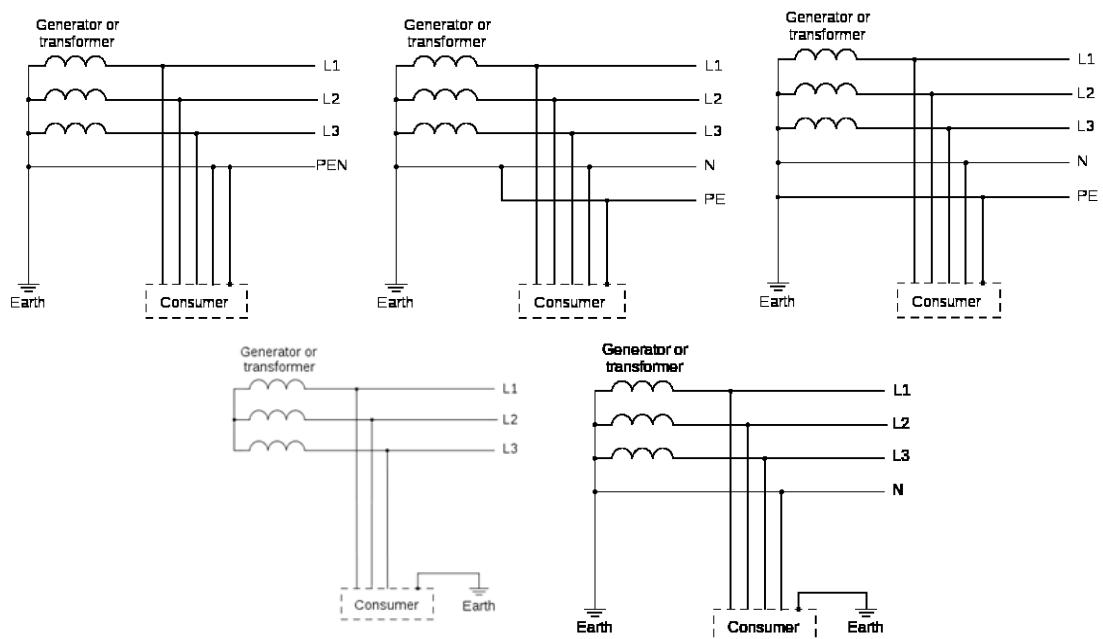 Generator or
transformer
L1
L2
L3
PEN
Earth
Consumer
Generator or
transformer
L1
L2
L3
N
PE
Earth
Consumer
Generator or
transformer
L1
L2
L3
N
PE
Earth
Consumer
Generator or
transformer
L1
L2
L3
Consumer
Earth
Generator or
transformer
L1
L2
L3
N
Earth
Consumer
Earth